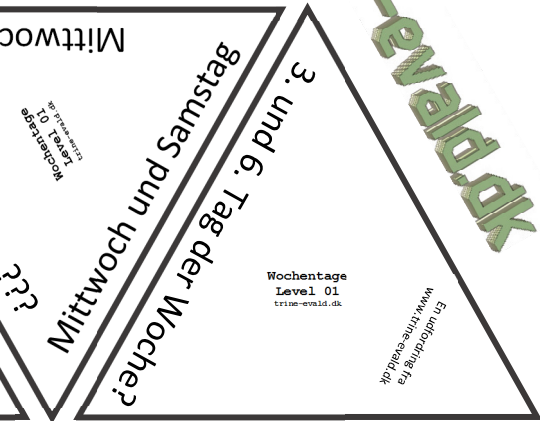 Mittwoc
Wochentage
Level 01
trine-evald.dk
???
Mittwoch und Samstag
3. und 6. Tag der Woche?
Wochentage
Level 01
trine-evald.dk
En udfordring fra
www.trine-evald.dk
-evald.dk